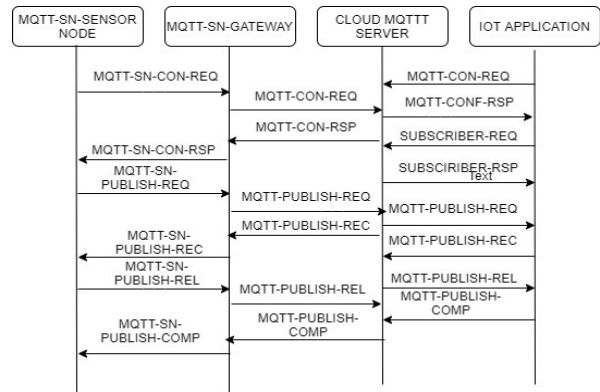 MQTT-SN-SENSOR
NODE
MQTT-SN-GATEWAY
CLOUD MQTTT
SERVER
IOT APPLICATION
MQTT-SN-CON-REQ
MQTT-CON-REQ
MQTT-CON-REQ
MQTT-CONF-RSP
MQTT-CON-RSP
SUBSCRIBER-REQ
MQTT-SN-CON-RSP
MQTT-SN-
PUBLISH-REQ
SUBSCIRIBER-RSP
Text
MQTT-PUBLISH-REQ
MQTT-PUBLISH-REQ
MQTT-PUBLISH-REC
MQTT-SN-
PUBLISH-REC
MQTT-PUBLISH-REC
MQTT-SN-
PUBLISH-REL
MQTT-PUBLISH-REL
MQTT-PUBLISH-REL
MQTT-PUBLISH-
COMP
MQTT-SN-
PUBLISH-COMP
MQTT-PUBLISH-
COMP